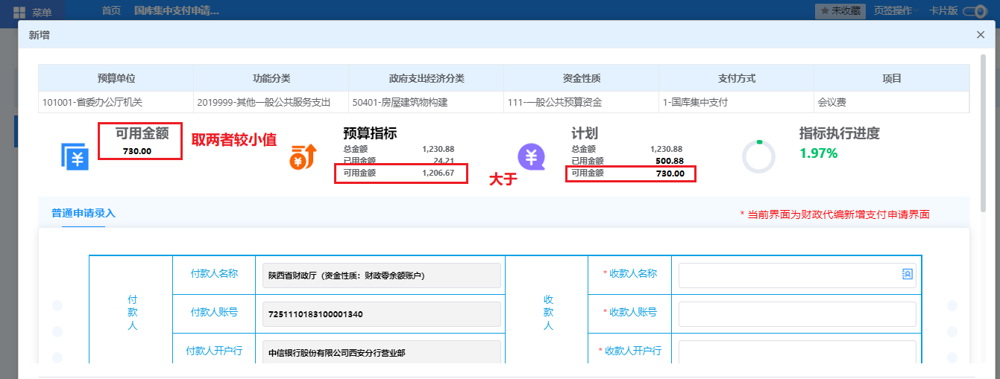 菜单 首页 国库集中支付申请... ★未收藏 页签操作 卡片版
新增 ×
预算单位 功能分类 政府支出经济分类 资金性质 支付方式 项目
101001-省委办公厅机关 2019999-其他一般公共服务支出 50401-房屋建筑物构建 111-一般公共预算资金 1-国库集中支付 会议费
可用金额
730.00
取两者较小值
预算指标
总金额 1,230.88
已用金额 24.21
可用金额 1,206.67
大于
计划
总金额 1,230.88
已用金额 500.88
可用金额 730.00
指标执行进度
1.97%
普通申请录入
* 当前界面为财政代编新增支付申请界面
付款人
付款人名称 陕西省财政厅（资金性质：财政零余额账户）
付款人账号 7251110183100001340
付款人开户行 中信银行股份有限公司西安分行营业部
收款人
* 收款人名称
* 收款人账号
* 收款人开户行